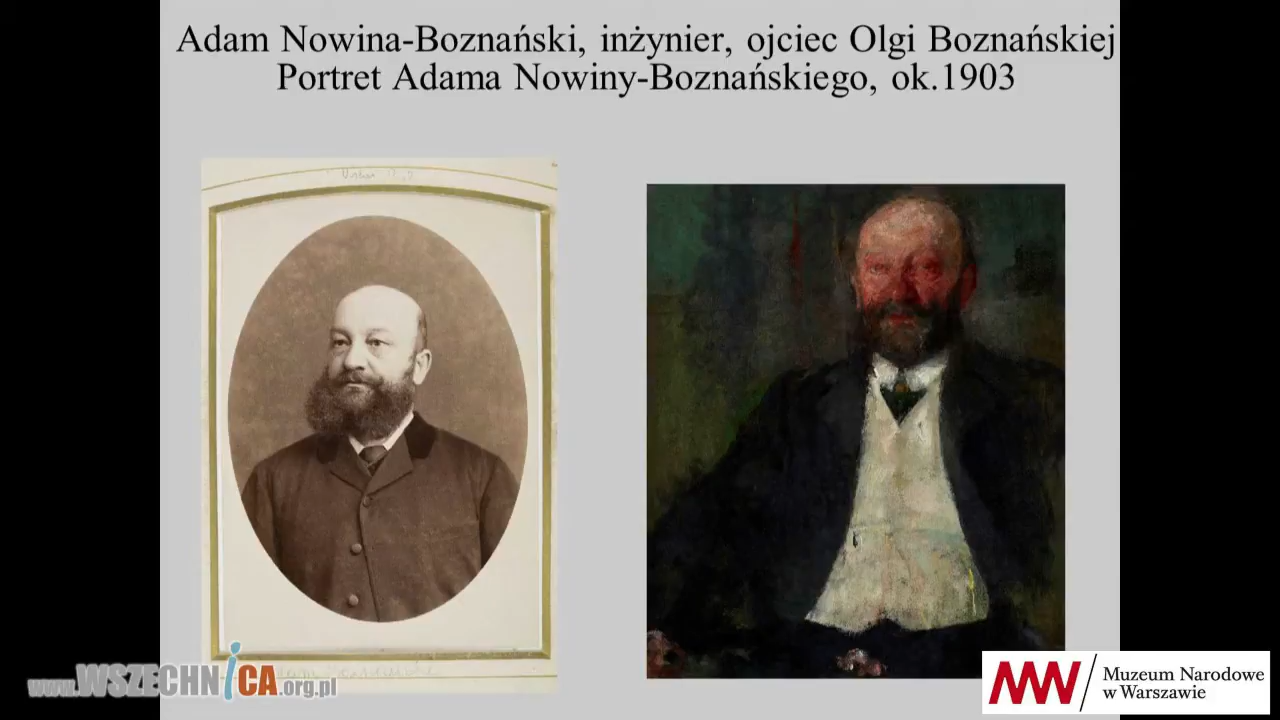 Adam Nowina-Boznański, inżynier, ojciec Olgi Boznańskiej
Portret Adama Nowiny-Boznańskiego, ok.1903
www.WSZECHNICA.org.pl
MNW
Muzeum Narodowe
w Warszawie